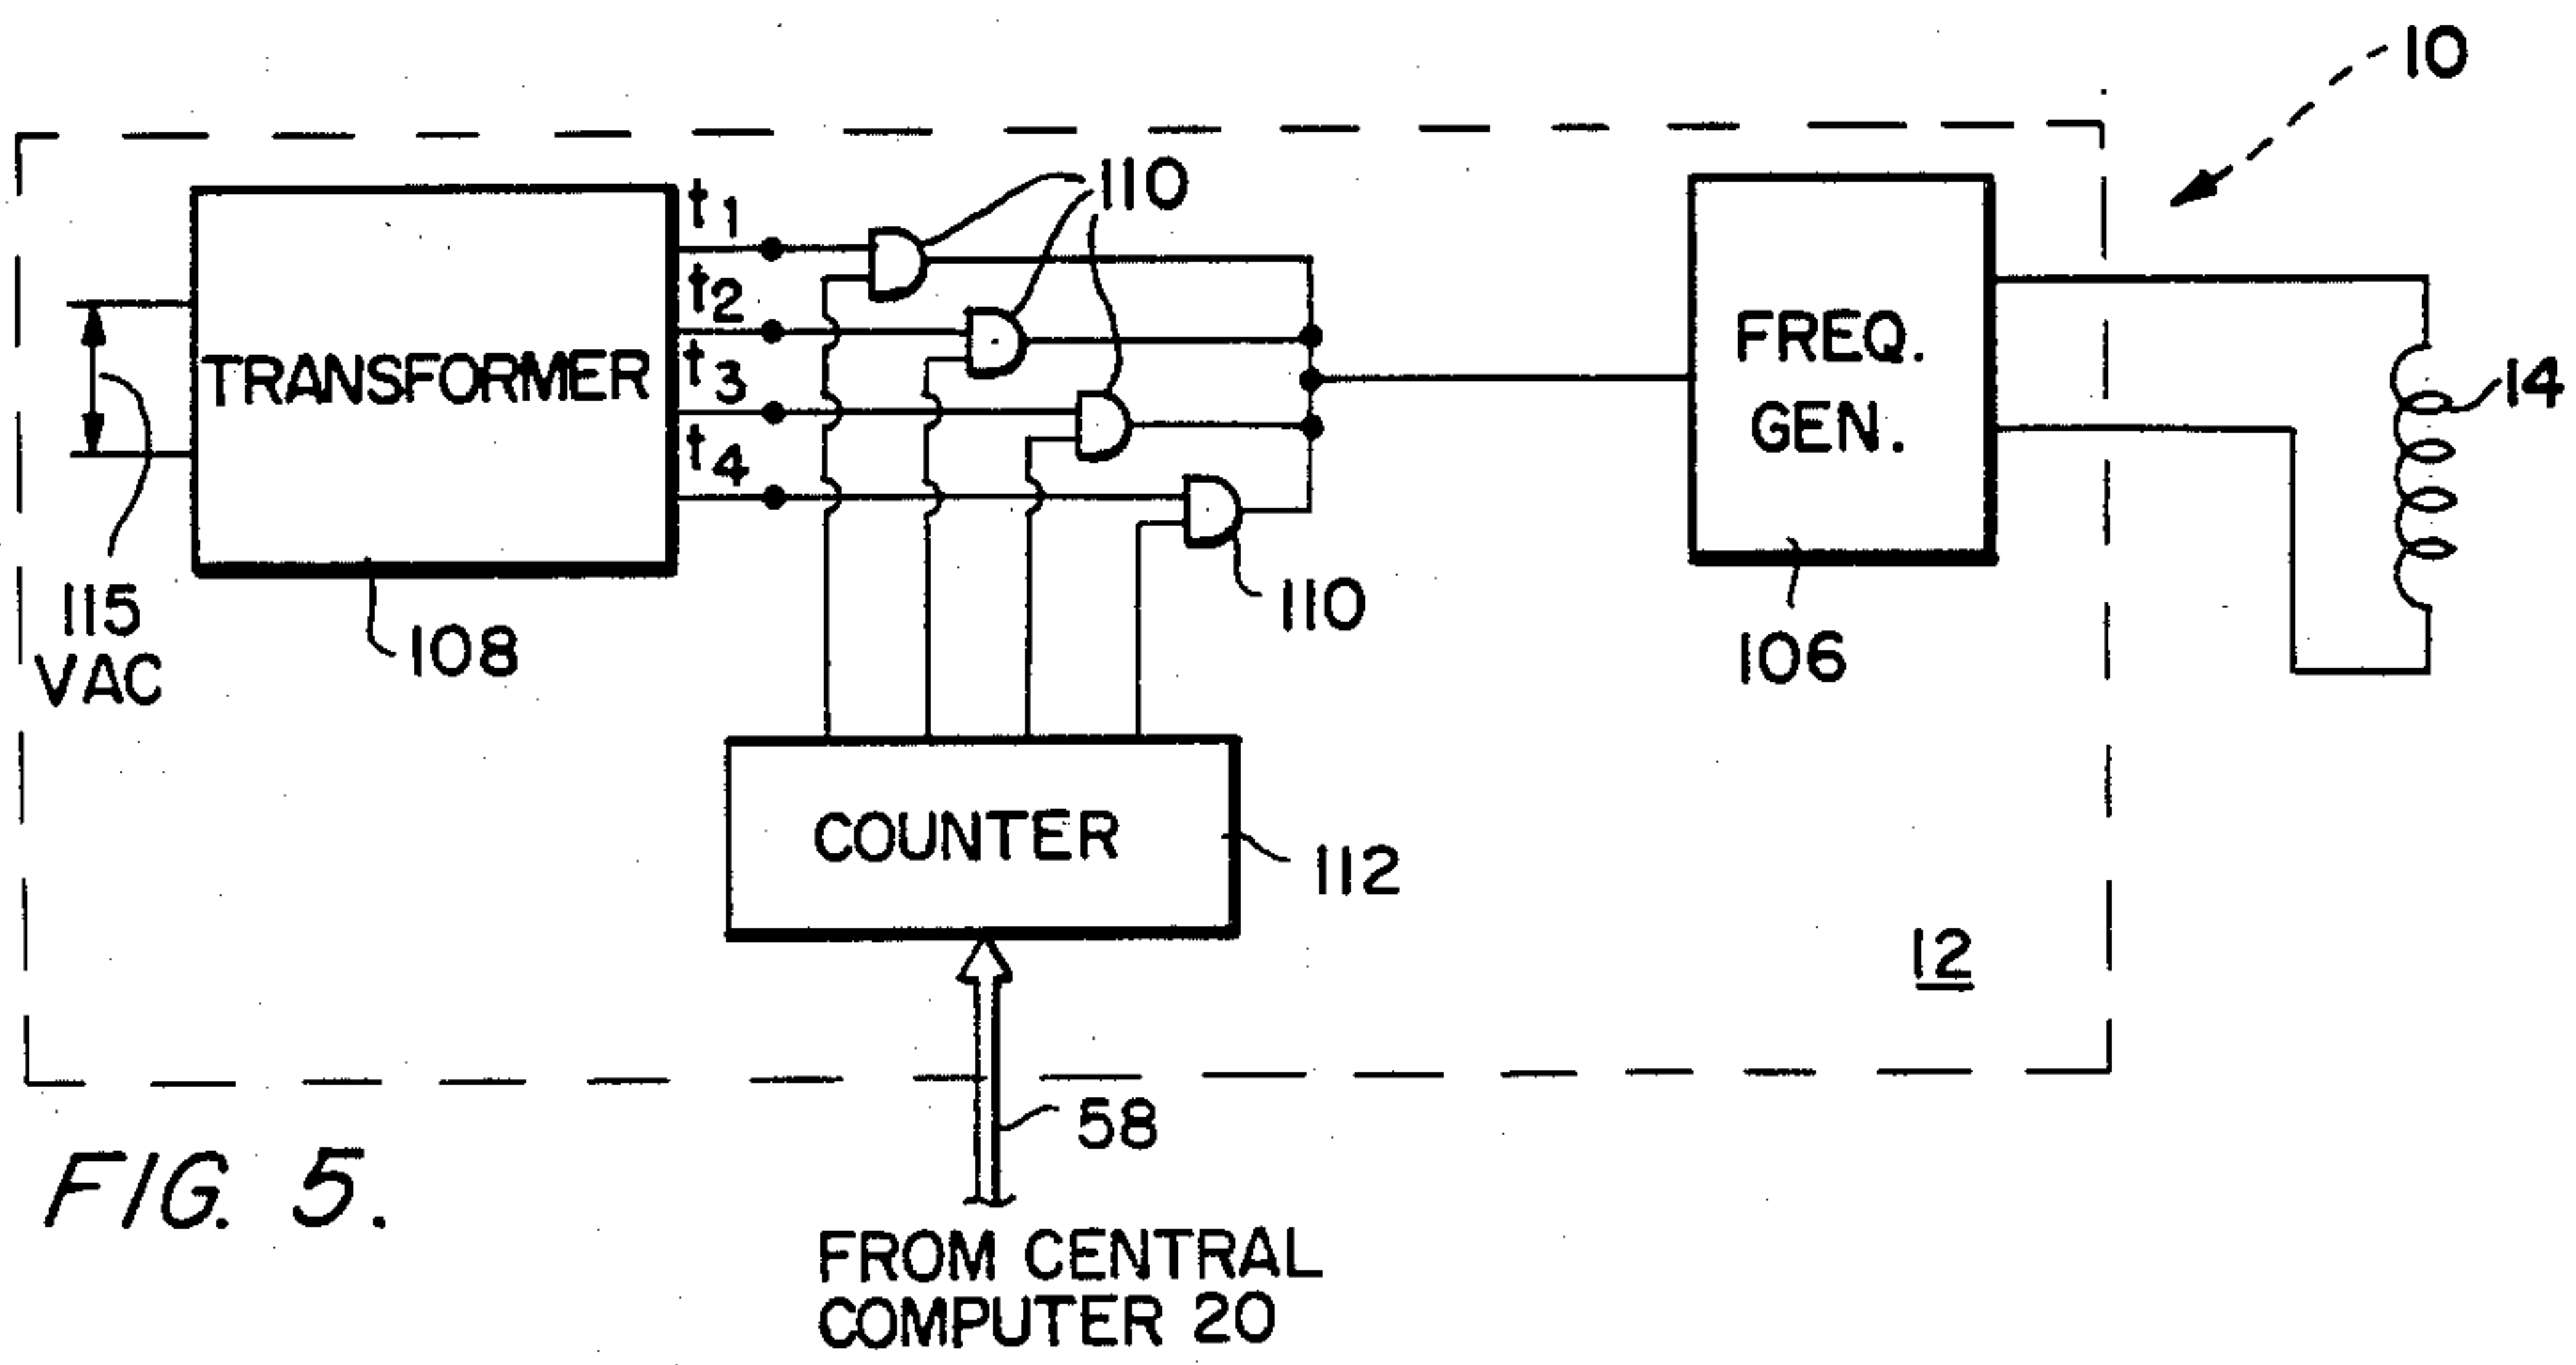 10
110
t1
t2
t3
t4
TRANSFORMER
FREQ.
GEN.
14
115
VAC
108
110
106
COUNTER
112
12
58
FIG. 5.
FROM CENTRAL
COMPUTER 20